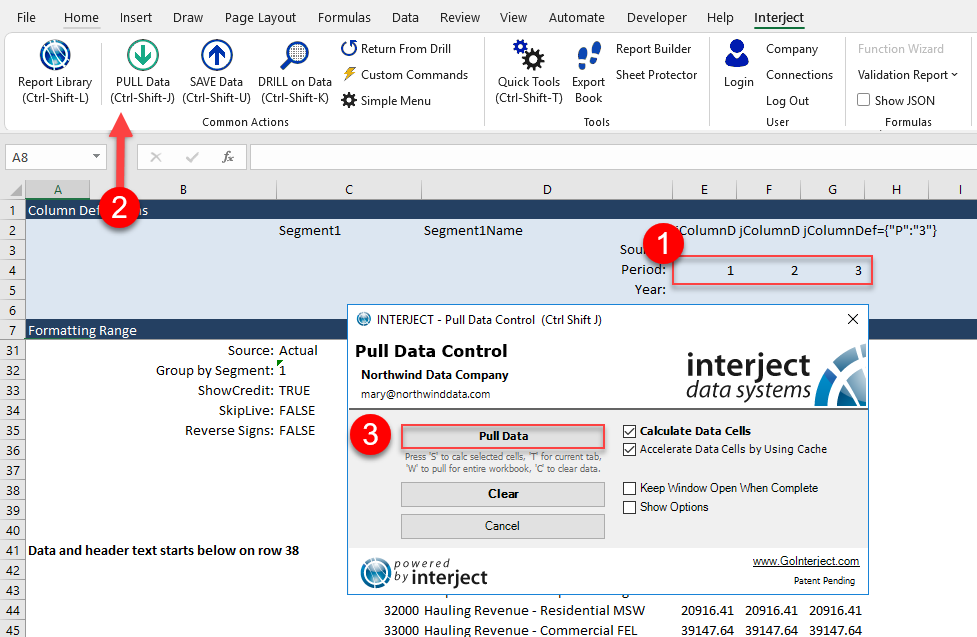 File Home Insert Draw Page Layout Formulas Data Review View Automate Developer Help Interject
Report Library (Ctrl-Shift-L)
PULL Data (Ctrl-Shift-J)
SAVE Data (Ctrl-Shift-U)
DRILL on Data (Ctrl-Shift-K)
Return From Drill
Custom Commands
Simple Menu
Common Actions
Quick Tools (Ctrl-Shift-T)
Export Book
Report Builder
Sheet Protector
Tools
Login
Company
Connections
Log Out
User
Function Wizard
Validation Report
Show JSON
Formulas
A8 fx
2
A B C D E F G H I
1 Column Def
2 Segment1 Segment1Name jColumnD jColumnD jColumnDef={"P":"3"}
1
3
4 Period: 1 2 3
5 Year:
6
7 Formatting Range
31 Source: Actual
32 Group by Segment: 1
33 ShowCredit: TRUE
34 SkipLive: FALSE
35 Reverse Signs: FALSE
36
37
38
39
40
41 Data and header text starts below on row 38
42
43
44 32000 Hauling Revenue - Residential MSW 20916.41 20916.41 20916.41
45 33000 Hauling Revenue - Commercial FEL 39147.64 39147.64 39147.64
INTERJECT - Pull Data Control (Ctrl Shift J)
Pull Data Control
Northwind Data Company
mary@northwinddata.com
interject
data systems
3
Pull Data
Press 'S' to calc selected cells, 'T' for current tab,
'W' to pull for entire workbook, 'C' to clear data.
Clear
Cancel
Calculate Data Cells
Accelerate Data Cells by Using Cache
Keep Window Open When Complete
Show Options
powered
by interject
www.GoInterject.com
Patent Pending